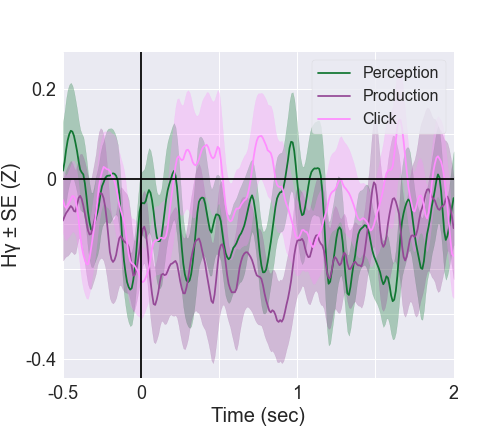 Perception
Production
Click
0.2
0
-0.4
Hγ ± SE (Z)
-0.5
0
1
2
Time (sec)